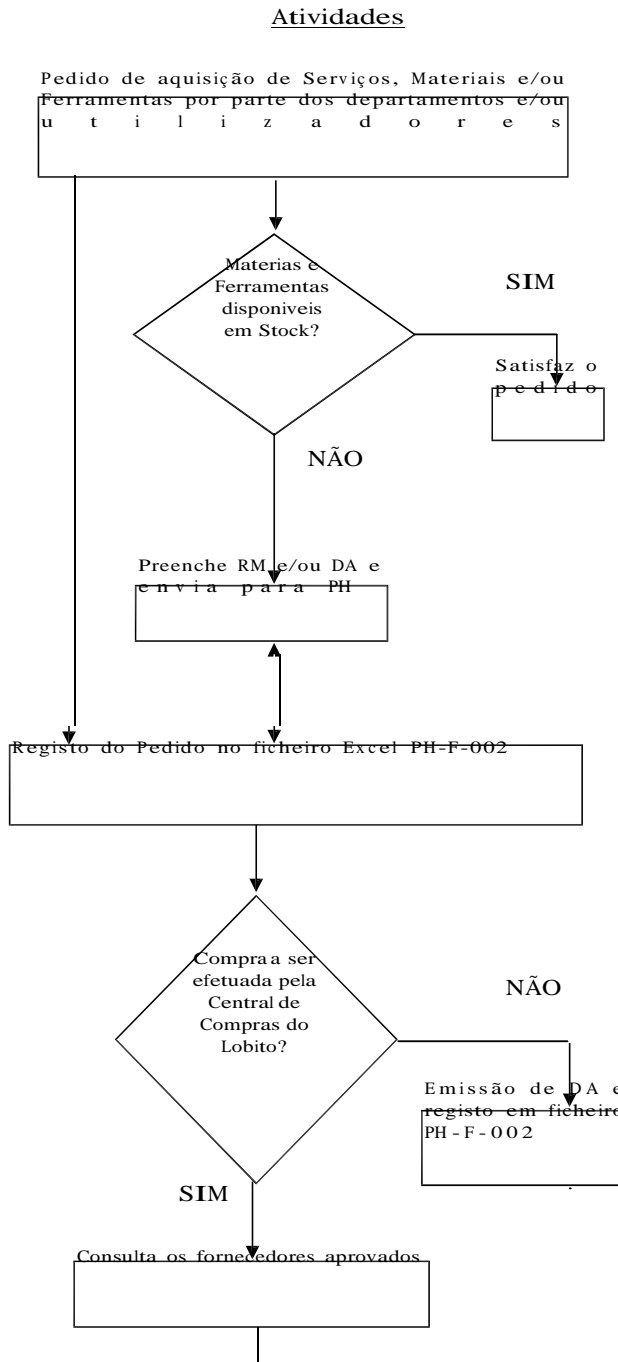 Atividades
Pedido de aquisição de Serviços, Materiais e/ou
Ferramentas por parte dos departamentos e/ou
utilizadores
Materias e
Ferramentas
disponiveis
em Stock?
SIM
Satisfaz o
pedido
NÃO
Preenche RM e/ou DA e
envia para PH
Registo do Pedido no ficheiro Excel PH-F-002
Compra a ser
efetuada pela
Central de
Compras do
Lobito?
NÃO
Emissão de DA e
registo em ficheiro
PH-F-002
SIM
Consulta os fornecedores aprovados